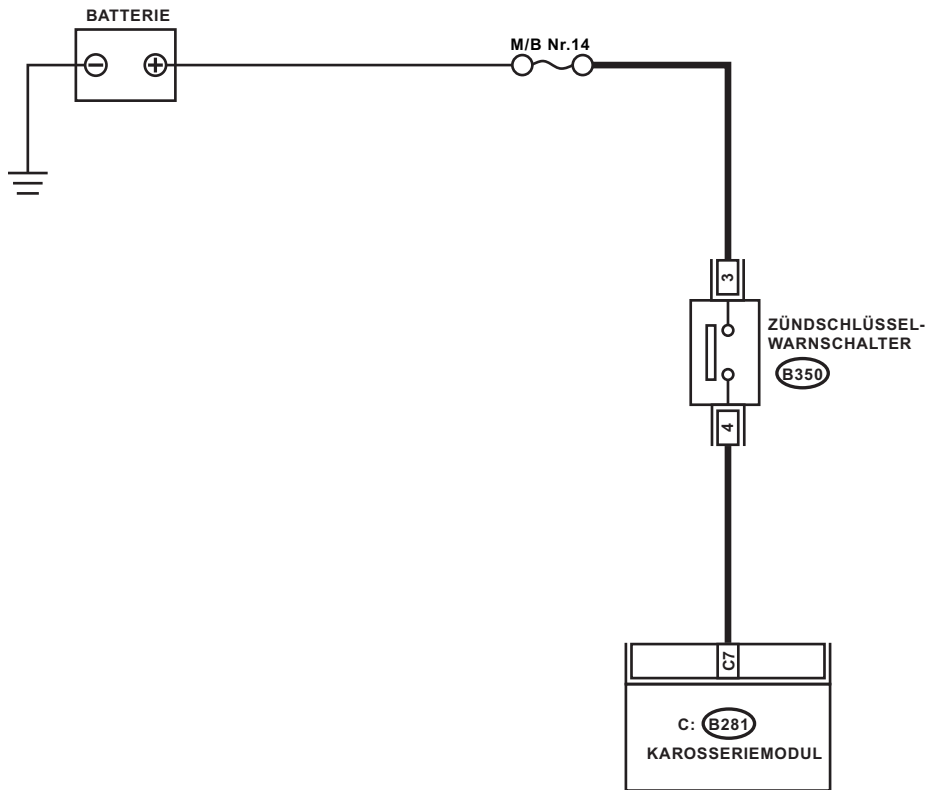 BATTERIE
M/B Nr.14
3
ZÜNDSCHLÜSSEL-
WARNSCHALTER
B350
4
C7
C: B281
KAROSSERIEMODUL